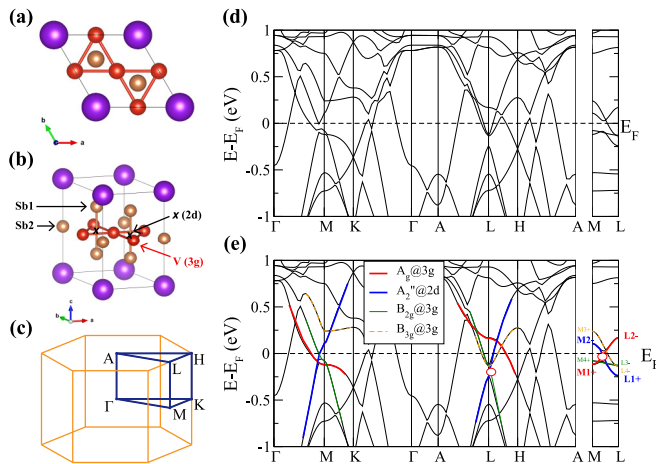 (a)
b
a
(b)
Sb1
Sb2
x (2d)
V (3g)
c
b
a
(c)
A
H
L
Γ
K
M
(d)
E-E_F (eV)
1
0.5
0
-0.5
-1
Γ
M
K
Γ
A
L
H
A
M
L
E_F
(e)
E-E_F (eV)
1
0.5
0
-0.5
-1
A_g@3g
A_2''@2d
B_2g@3g
B_3g@3g
M3+
M2-
M4+
M1+
L2-
L3-
L1+
E_F
Γ
M
K
Γ
A
L
H
A
M
L